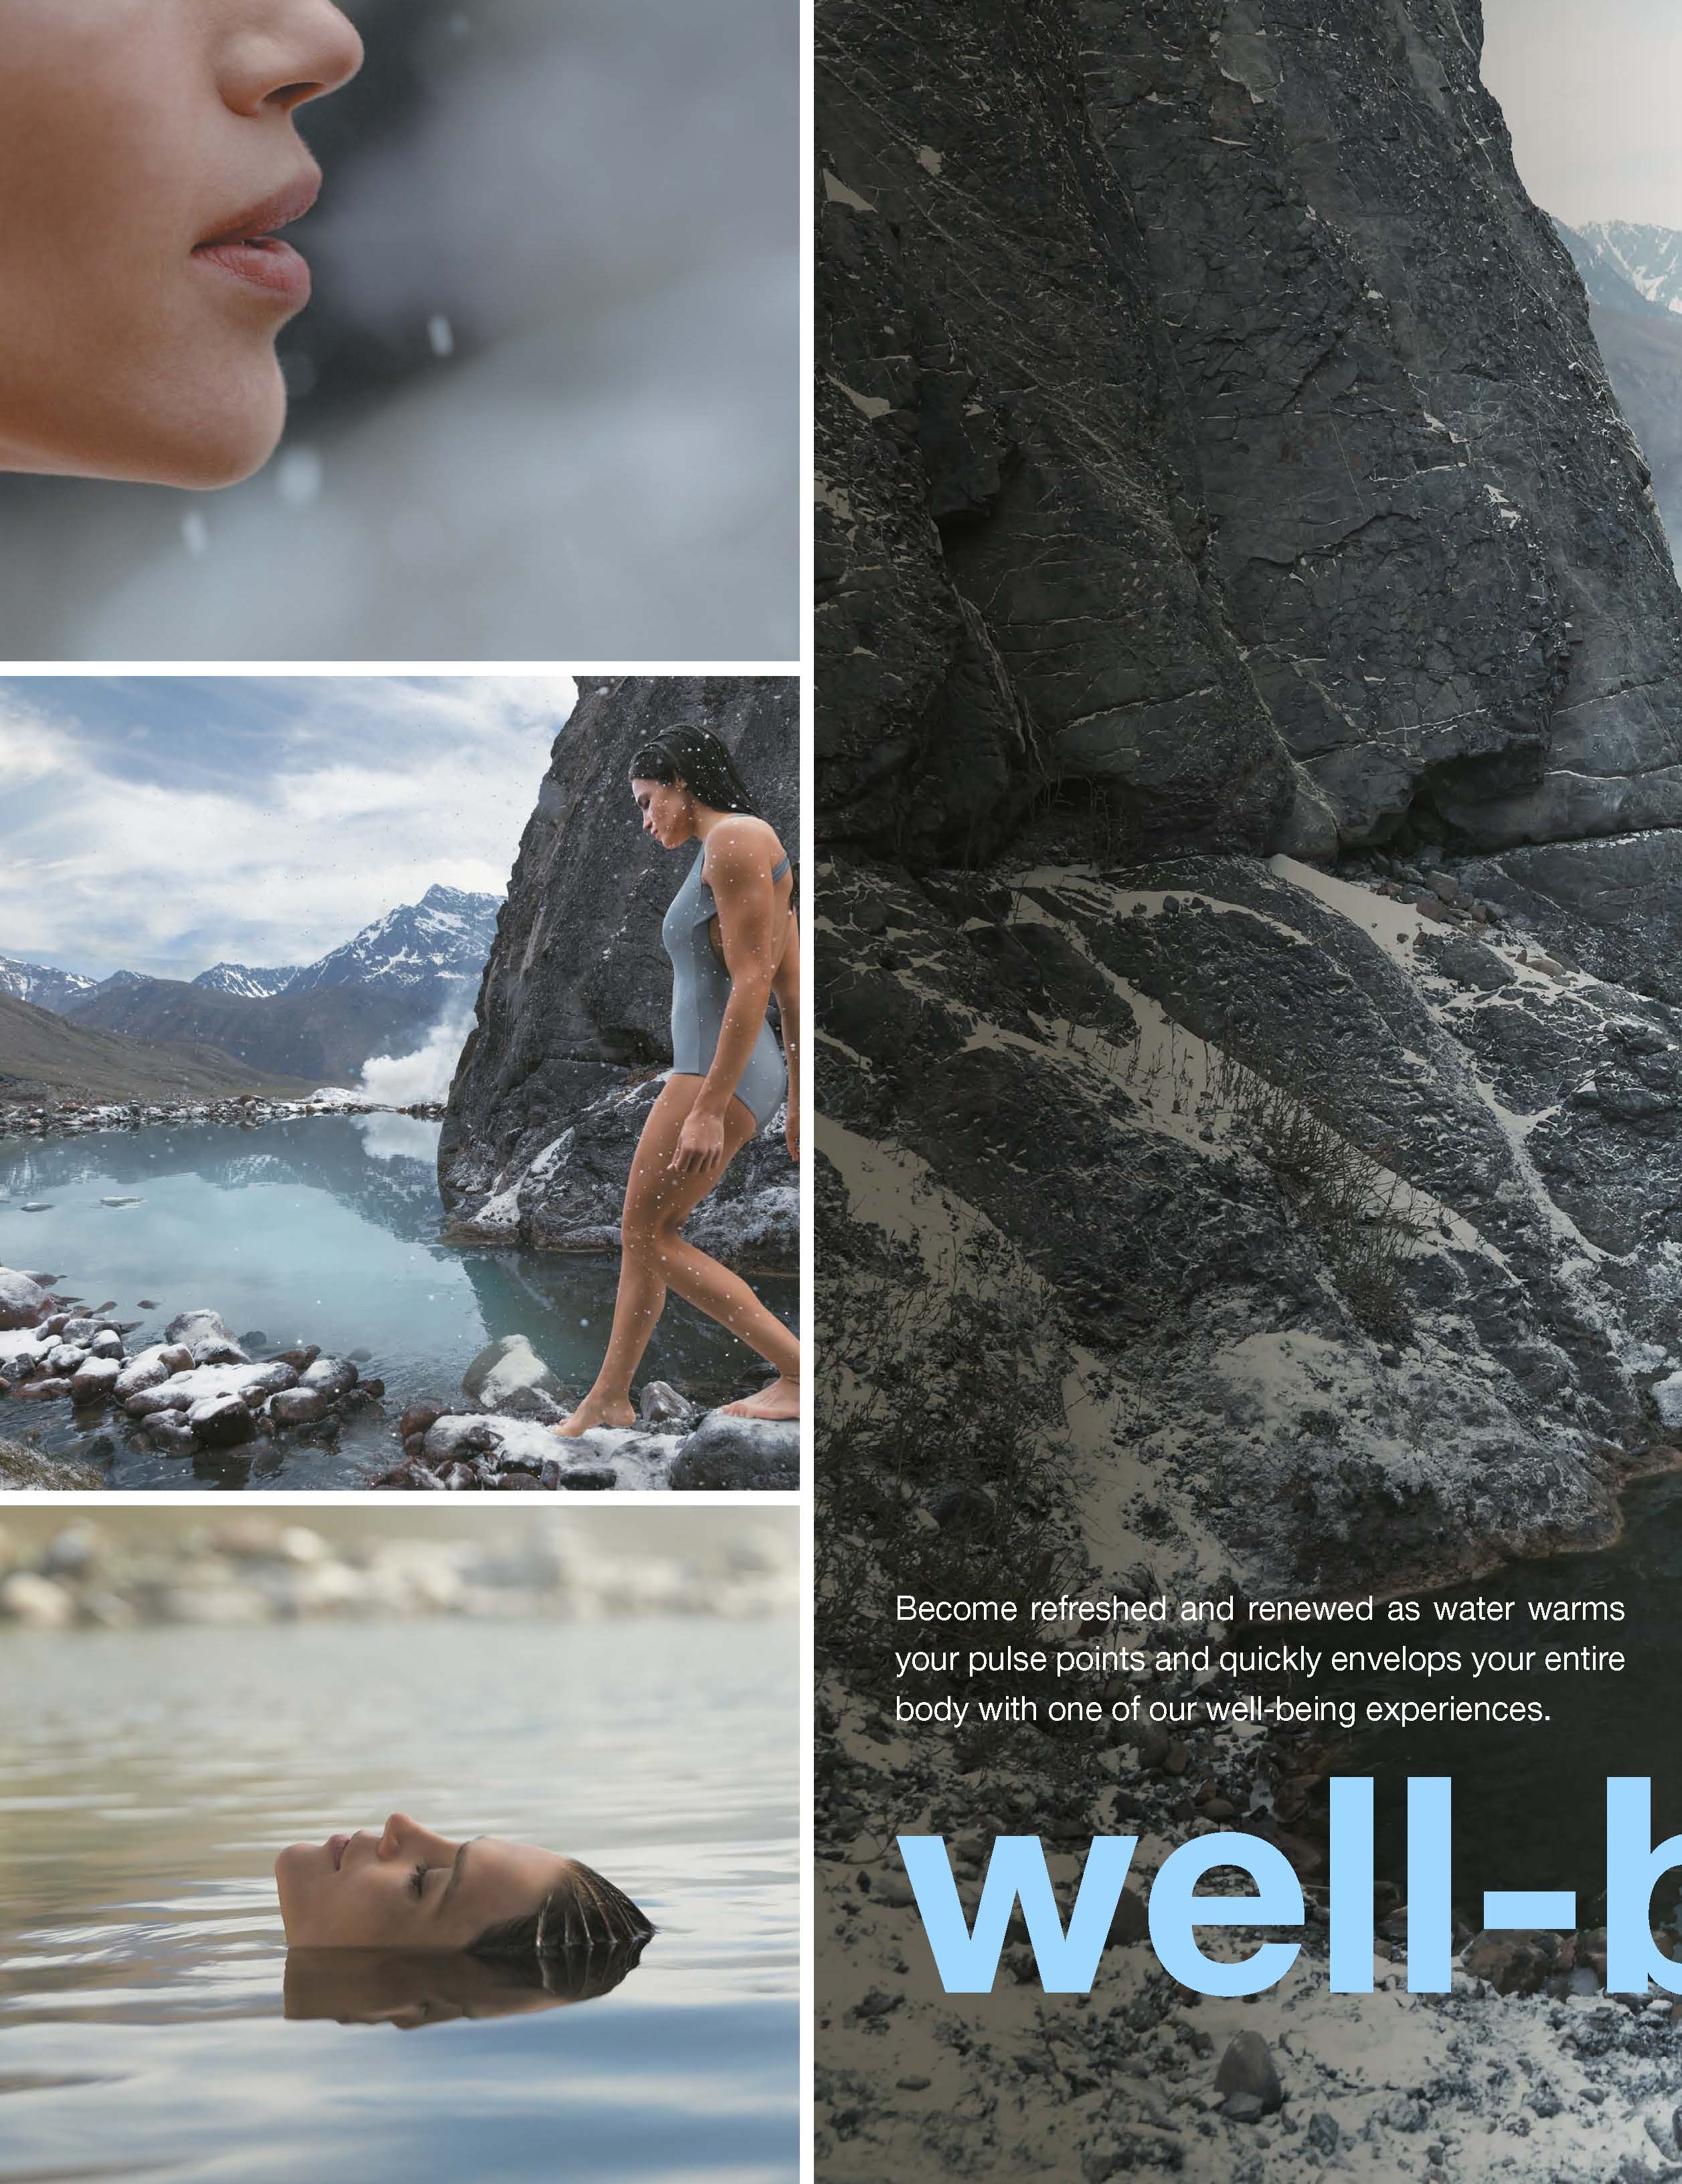 Become refreshed and renewed as water warms
your pulse points and quickly envelops your entire
body with one of our well-being experiences.
well-b